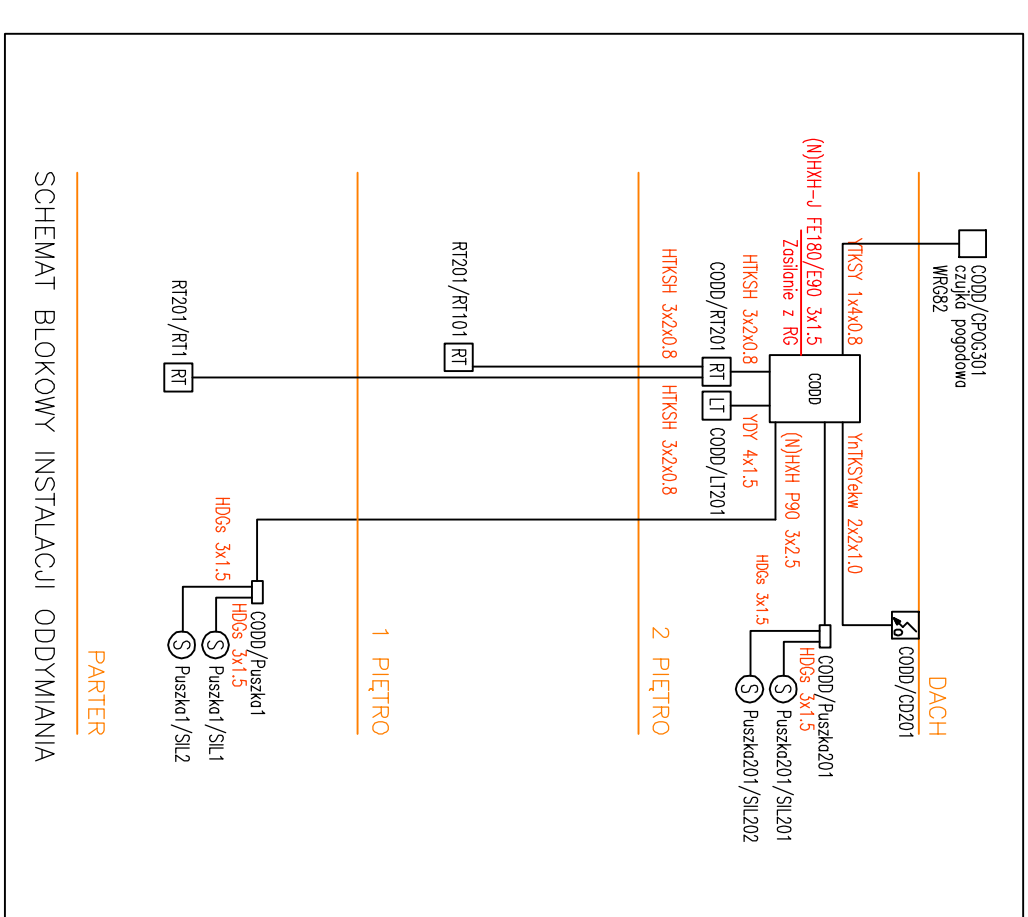 CODD/CPOG301
czujka pogodowa
WRG82
DACH
YTKSY 1x4x0.8
YnTKSYekw 2x2x1.0
CODD/CD201
(N)HXH-J FE180/E90 3x1.5
Zasilanie z RG
CODD
CODD/Puszka201
HDGs 3x1.5
HDGs 3x1.5
(N)HXH P90 3x2.5
S Puszka201/SIL201
S Puszka201/SIL202
HTKSH 3x2x0.8
YDY 4x1.5
CODD/RT201
RT
LT
CODD/LT201
HTKSH 3x2x0.8
HTKSH 3x2x0.8
2 PIĘTRO
RT201/RT101
RT
1 PIĘTRO
CODD/Puszka1
HDGs 3x1.5
HDGs 3x1.5
S Puszka1/SIL1
S Puszka1/SIL2
RT201/RT1
RT
PARTER
SCHEMAT BLOKOWY INSTALACJI ODDYMIANIA